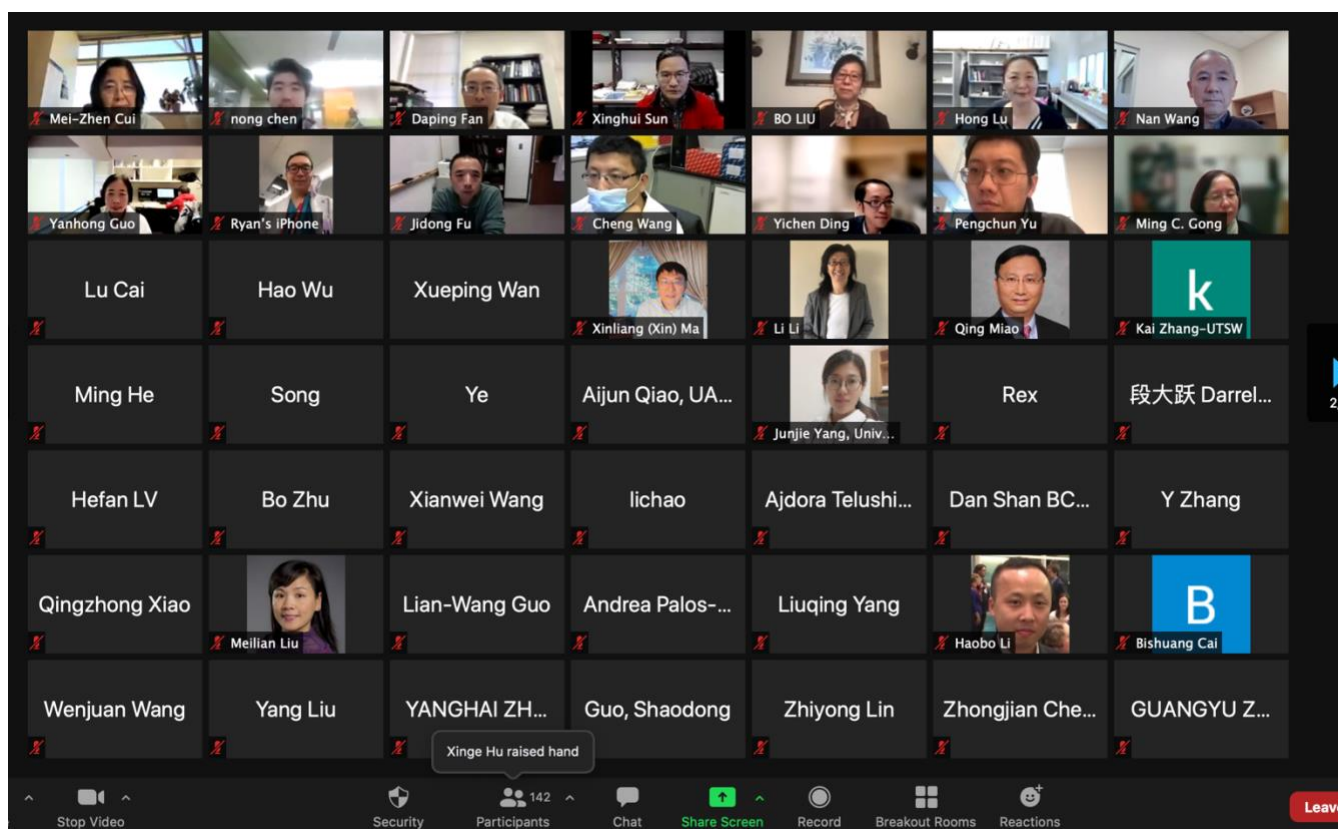 Mei-Zhen Cui
nong chen
Daping Fan
Xinghui Sun
BO LIU
Hong Lu
Nan Wang
Yanhong Guo
Ryan's iPhone
Jidong Fu
Cheng Wang
Yichen Ding
Pengchun Yu
Ming C. Gong
Lu Cai
Hao Wu
Xueping Wan
Xinliang (Xin) Ma
Li Li
Qing Miao
k
Kai Zhang-UTSW
Ming He
Song
Ye
Aijun Qiao, UA...
Junjie Yang, Univ...
Rex
段大跃 Darrel...
Hefan LV
Bo Zhu
Xianwei Wang
lichao
Ajdora Telushi...
Dan Shan BC...
Y Zhang
Qingzhong Xiao
Meilian Liu
Lian-Wang Guo
Andrea Palos-...
Liuqing Yang
Haobo Li
B
Bishuang Cai
Wenjuan Wang
Yang Liu
YANGHAI ZH...
Guo, Shaodong
Zhiyong Lin
Zhongjian Che...
GUANGYU Z...
Xinge Hu raised hand
Stop Video
Security
142
Participants
Chat
Share Screen
Record
Breakout Rooms
Reactions
Leave
2